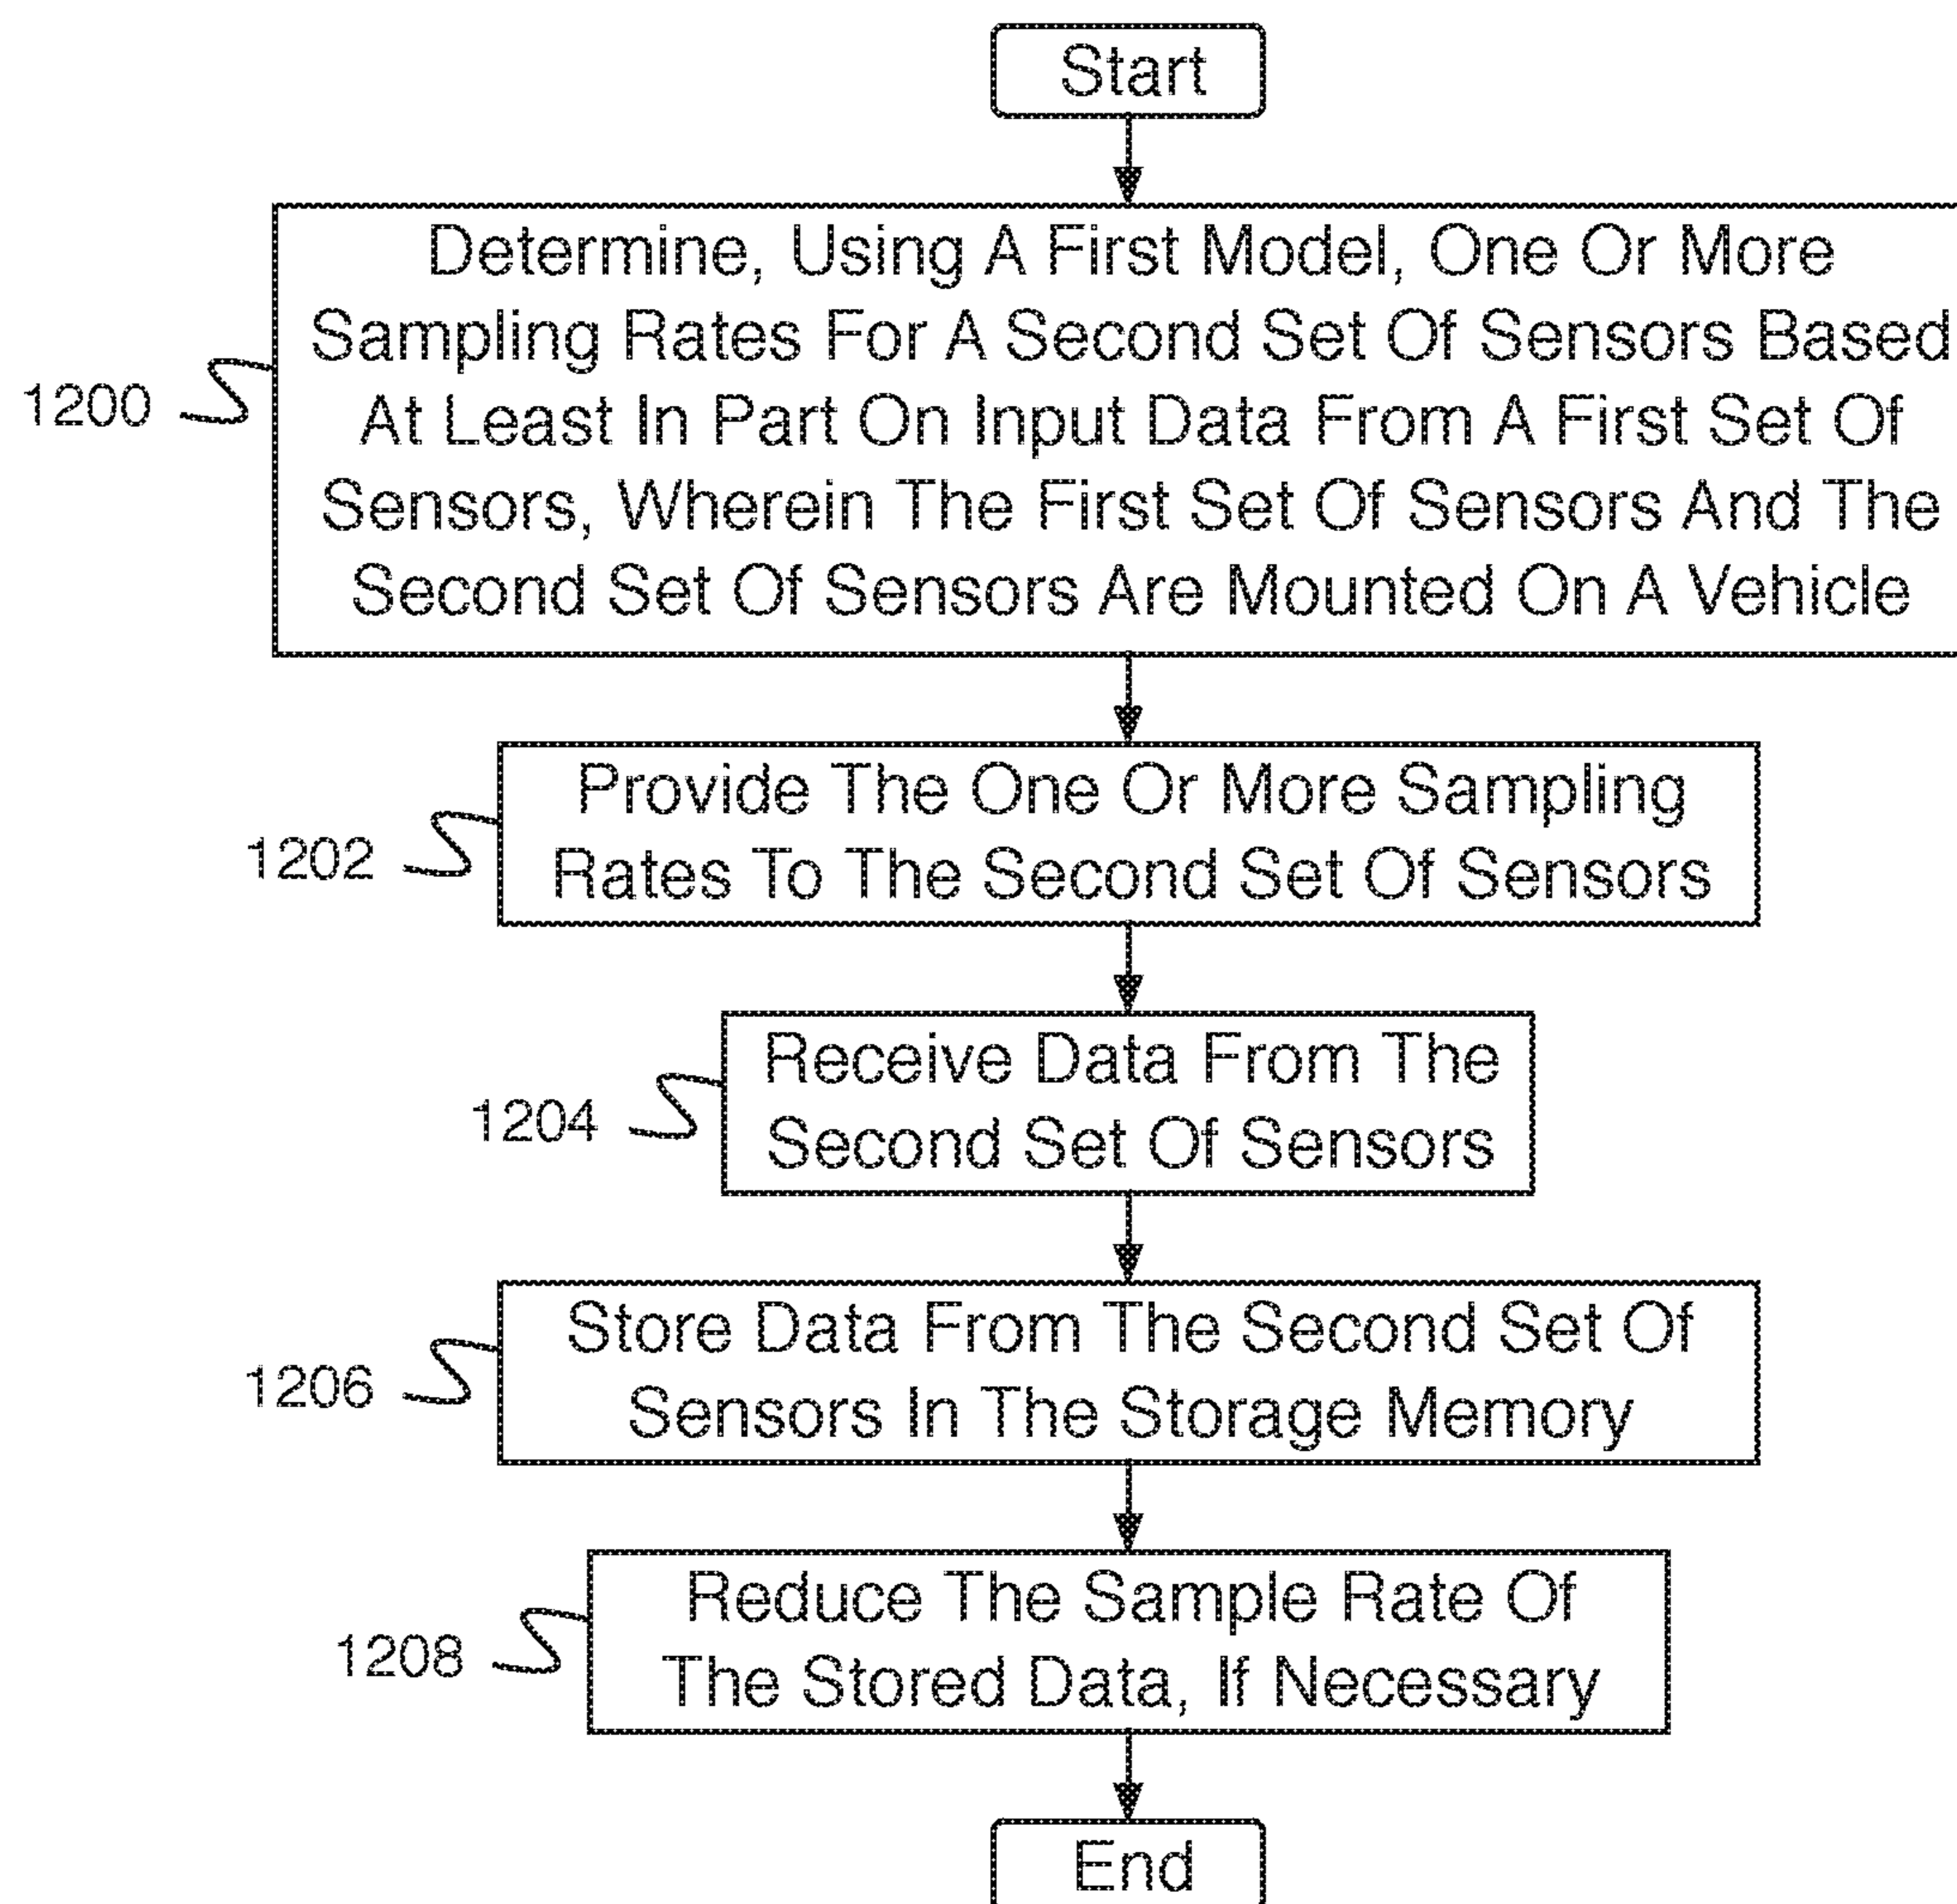 Start
Determine, Using A First Model, One Or More
Sampling Rates For A Second Set Of Sensors Based
At Least In Part On Input Data From A First Set Of
Sensors, Wherein The First Set Of Sensors And The
Second Set Of Sensors Are Mounted On A Vehicle
1200
Provide The One Or More Sampling
Rates To The Second Set Of Sensors
1202
Receive Data From The
Second Set Of Sensors
1204
Store Data From The Second Set Of
Sensors In The Storage Memory
1206
Reduce The Sample Rate Of
The Stored Data, If Necessary
1208
End